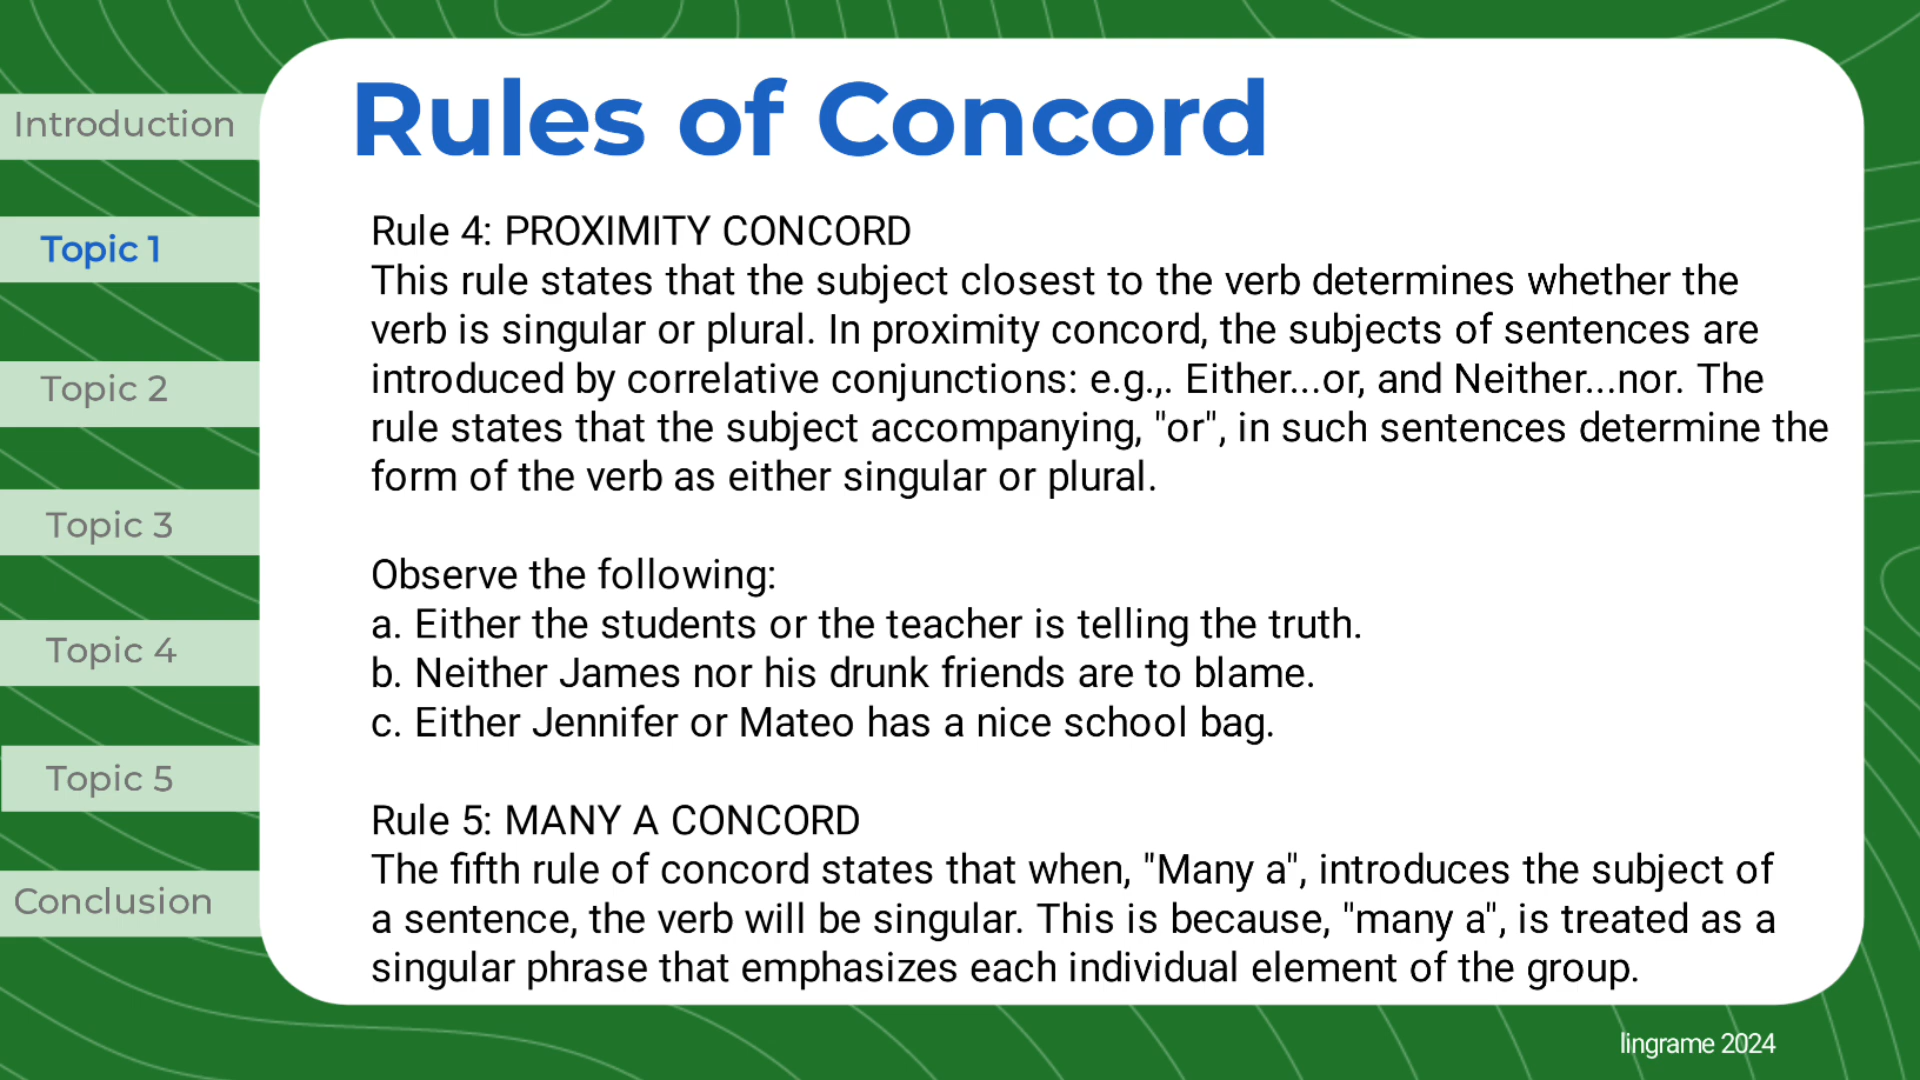 Introduction
Topic 1
Topic 2
Topic 3
Topic 4
Topic 5
Conclusion
Rules of Concord
Rule 4: PROXIMITY CONCORD
This rule states that the subject closest to the verb determines whether the
verb is singular or plural. In proximity concord, the subjects of sentences are
introduced by correlative conjunctions: e.g.,. Either...or, and Neither...nor. The
rule states that the subject accompanying, "or", in such sentences determine the
form of the verb as either singular or plural.
Observe the following:
a. Either the students or the teacher is telling the truth.
b. Neither James nor his drunk friends are to blame.
c. Either Jennifer or Mateo has a nice school bag.
Rule 5: MANY A CONCORD
The fifth rule of concord states that when, "Many a", introduces the subject of
a sentence, the verb will be singular. This is because, "many a", is treated as a
singular phrase that emphasizes each individual element of the group.
lingrame 2024